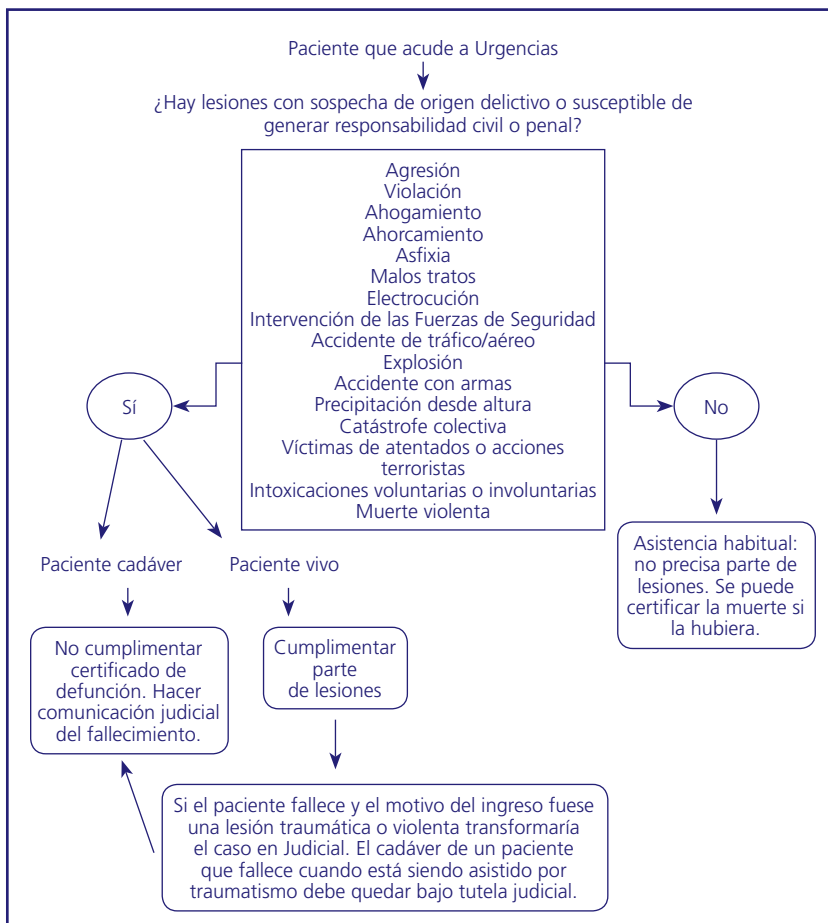 Paciente que acude a Urgencias
¿Hay lesiones con sospecha de origen delictivo o susceptible de
generar responsabilidad civil o penal?
Agresión
Violación
Ahogamiento
Ahorcamiento
Asfixia
Malos tratos
Electrocución
Intervención de las Fuerzas de Seguridad
Accidente de tráfico/aéreo
Explosión
Accidente con armas
Precipitación desde altura
Catástrofe colectiva
Víctimas de atentados o acciones
terroristas
Intoxicaciones voluntarias o involuntarias
Muerte violenta
Sí
No
Paciente cadáver
Paciente vivo
No cumplimentar
certificado de
defunción. Hacer
comunicación judicial
del fallecimiento.
Cumplimentar
parte
de lesiones
Asistencia habitual:
no precisa parte de
lesiones. Se puede
certificar la muerte si
la hubiera.
Si el paciente fallece y el motivo del ingreso fuese
una lesión traumática o violenta transformaría
el caso en Judicial. El cadáver de un paciente
que fallece cuando está siendo asistido por
traumatismo debe quedar bajo tutela judicial.